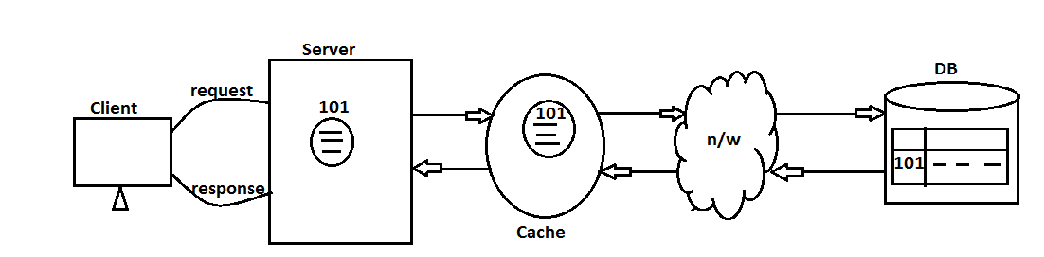 Server
DB
request
Client
101
101
n/w
101
response
Cache